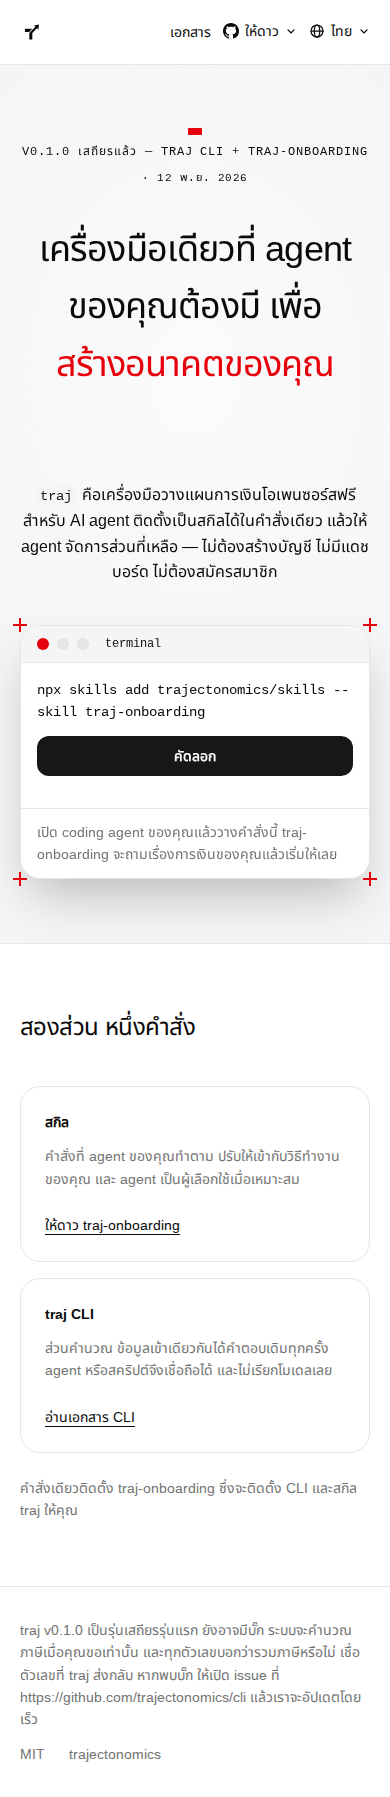 เอกสาร ให้ดาว ไทย
V0.1.0 เสถียรแล้ว — TRAJ CLI + TRAJ-ONBOARDING
· 12 พ.ย. 2026
เครื่องมือเดียวที่ agent
ของคุณต้องมี เพื่อ
สร้างอนาคตของคุณ
traj คือเครื่องมือวางแผนการเงินโอเพนซอร์สฟรี
สำหรับ AI agent ติดตั้งเป็นสกิลได้ในคำสั่งเดียว แล้วให้
agent จัดการส่วนที่เหลือ — ไม่ต้องสร้างบัญชี ไม่มีแดช
บอร์ด ไม่ต้องสมัครสมาชิก
terminal
npx skills add trajectonomics/skills --
skill traj-onboarding
คัดลอก
เปิด coding agent ของคุณแล้ววางคำสั่งนี้ traj-
onboarding จะถามเรื่องการเงินของคุณแล้วเริ่มให้เลย
สองส่วน หนึ่งคำสั่ง
สกิล
คำสั่งที่ agent ของคุณทำตาม ปรับให้เข้ากับวิธีทำงาน
ของคุณ และ agent เป็นผู้เลือกใช้เมื่อเหมาะสม
ให้ดาว traj-onboarding
traj CLI
ส่วนคำนวณ ข้อมูลเข้าเดียวกันได้คำตอบเดิมทุกครั้ง
agent หรือสคริปต์จึงเชื่อถือได้ และไม่เรียกโมเดลเลย
อ่านเอกสาร CLI
คำสั่งเดียวติดตั้ง traj-onboarding ซึ่งจะติดตั้ง CLI และสกิล
traj ให้คุณ
traj v0.1.0 เป็นรุ่นเสถียรรุ่นแรก ยังอาจมีบั๊ก ระบบจะคำนวณ
ภาษีเมื่อคุณขอเท่านั้น และทุกตัวเลขบอกว่ารวมภาษีหรือไม่ เชื่อ
ตัวเลขที่ traj ส่งกลับ หากพบบั๊ก ให้เปิด issue ที่
https://github.com/trajectonomics/cli แล้วเราจะอัปเดตโดย
เร็ว
MIT trajectonomics